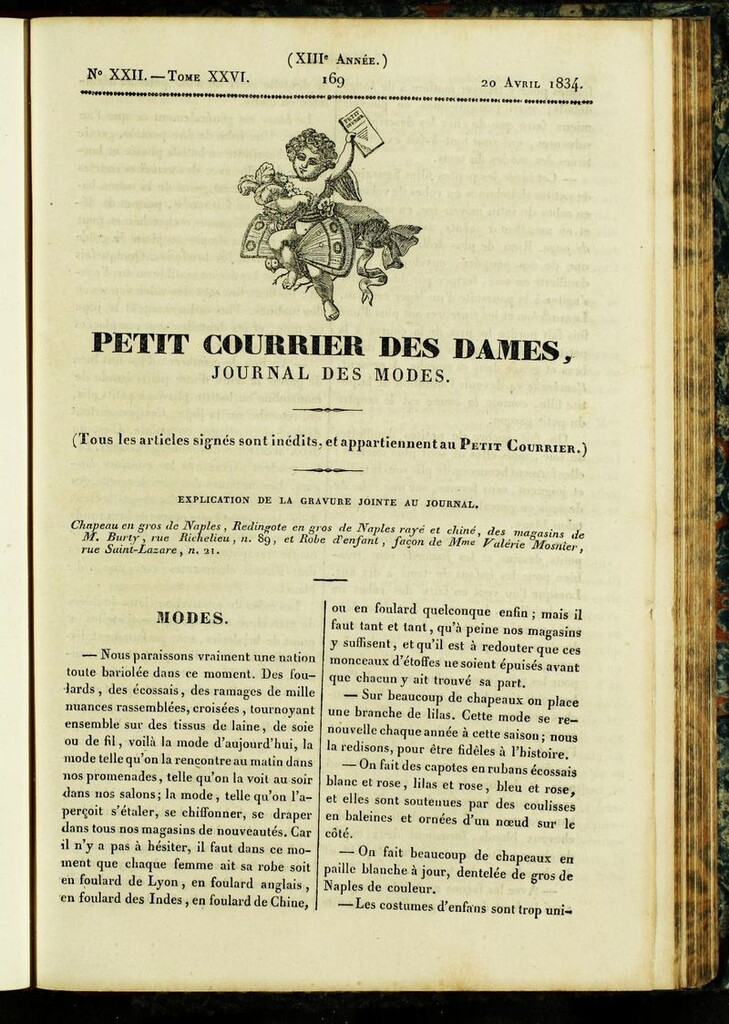 (XIIIe Année.)
No XXII. — Tome XXVI.
169
20 Avril 1834.
PETIT
PETIT COURRIER DES DAMES,
JOURNAL DES MODES.
(Tous les articles signés sont inédits, et appartiennent au Petit Courrier.)
EXPLICATION DE LA GRAVURE JOINTE AU JOURNAL.
Chapeau en gros de Naples, Redingote en gros de Naples rayé et chiné, des magasins de
M. Burty, rue Richelieu, n. 89, et Robe d'enfant, façon de Mme Valérie Mosnier,
rue Saint-Lazare, n. 21.
MODES.
— Nous paraissons vraiment une nation
toute bariolée dans ce moment. Des fou-
lards, des écossais, des ramages de mille
nuances rassemblées, croisées, tournoyant
ensemble sur des tissus de laine, de soie
ou de fil, voilà la mode d'aujourd'hui, la
mode telle qu'on la rencontre au matin dans
nos promenades, telle qu'on la voit au soir
dans nos salons; la mode, telle qu'on l'a-
perçoit s'étaler, se chiffonner, se draper
dans tous nos magasins de nouveautés. Car
il n'y a pas à hésiter, il faut dans ce mo-
ment que chaque femme ait sa robe soit
en foulard de Lyon, en foulard anglais,
en foulard des Indes, en foulard de Chine,
ou en foulard quelconque enfin; mais il
faut tant et tant, qu'à peine nos magasins
y suffisent, et qu'il est à redouter que ces
monceaux d'étoffes ne soient épuisés avant
que chacun y ait trouvé sa part.
— Sur beaucoup de chapeaux on place
une branche de lilas. Cette mode se re-
nouvelle chaque année à cette saison; nous
la redisons, pour être fidèles à l'histoire.
— On fait des capotes en rubans écossais
blanc et rose, lilas et rose, bleu et rose,
et elles sont soutenues par des coulisses
en baleines et ornées d'un nœud sur le
côté.
— On fait beaucoup de chapeaux en
paille blanche à jour, dentelée de gros de
Naples de couleur.
— Les costumes d'enfans sont trop uni-